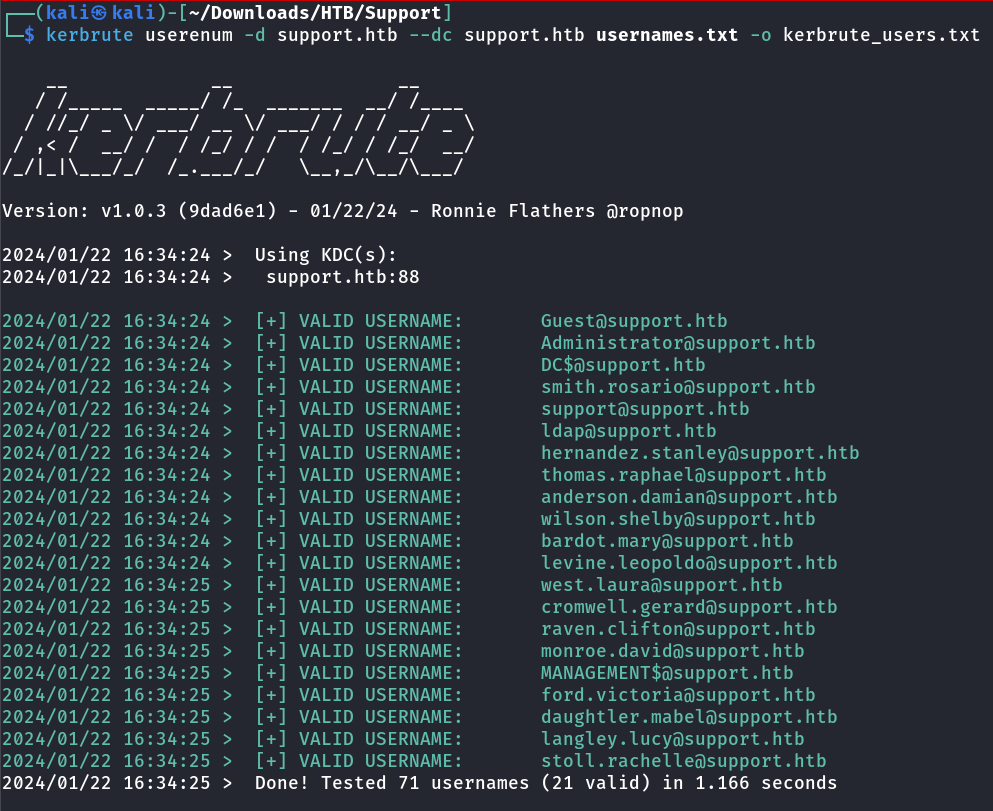 ┌──(kali㉿kali)-[~/Downloads/HTB/Support]
└─$ kerbrute userenum -d support.htb --dc support.htb usernames.txt -o kerbrute_users.txt
    __             __               __
   / /_____  _____/ /_  _______  __/ /____
  / //_/ _ \/ ___/ __ \/ ___/ / / / __/ _ \
 / ,< /  __/ /  / /_/ / /  / /_/ / /_/  __/
/_/|_|\___/_/  /_.___/_/   \__,_/\__/\___/
Version: v1.0.3 (9dad6e1) - 01/22/24 - Ronnie Flathers @ropnop
2024/01/22 16:34:24 >  Using KDC(s):
2024/01/22 16:34:24 >   support.htb:88
2024/01/22 16:34:24 >  [+] VALID USERNAME:       Guest@support.htb
2024/01/22 16:34:24 >  [+] VALID USERNAME:       Administrator@support.htb
2024/01/22 16:34:24 >  [+] VALID USERNAME:       DC$@support.htb
2024/01/22 16:34:24 >  [+] VALID USERNAME:       smith.rosario@support.htb
2024/01/22 16:34:24 >  [+] VALID USERNAME:       support@support.htb
2024/01/22 16:34:24 >  [+] VALID USERNAME:       ldap@support.htb
2024/01/22 16:34:24 >  [+] VALID USERNAME:       hernandez.stanley@support.htb
2024/01/22 16:34:24 >  [+] VALID USERNAME:       thomas.raphael@support.htb
2024/01/22 16:34:24 >  [+] VALID USERNAME:       anderson.damian@support.htb
2024/01/22 16:34:24 >  [+] VALID USERNAME:       wilson.shelby@support.htb
2024/01/22 16:34:24 >  [+] VALID USERNAME:       bardot.mary@support.htb
2024/01/22 16:34:24 >  [+] VALID USERNAME:       levine.leopoldo@support.htb
2024/01/22 16:34:25 >  [+] VALID USERNAME:       west.laura@support.htb
2024/01/22 16:34:25 >  [+] VALID USERNAME:       cromwell.gerard@support.htb
2024/01/22 16:34:25 >  [+] VALID USERNAME:       raven.clifton@support.htb
2024/01/22 16:34:25 >  [+] VALID USERNAME:       monroe.david@support.htb
2024/01/22 16:34:25 >  [+] VALID USERNAME:       MANAGEMENT$@support.htb
2024/01/22 16:34:25 >  [+] VALID USERNAME:       ford.victoria@support.htb
2024/01/22 16:34:25 >  [+] VALID USERNAME:       daughtler.mabel@support.htb
2024/01/22 16:34:25 >  [+] VALID USERNAME:       langley.lucy@support.htb
2024/01/22 16:34:25 >  [+] VALID USERNAME:       stoll.rachelle@support.htb
2024/01/22 16:34:25 >  Done! Tested 71 usernames (21 valid) in 1.166 seconds